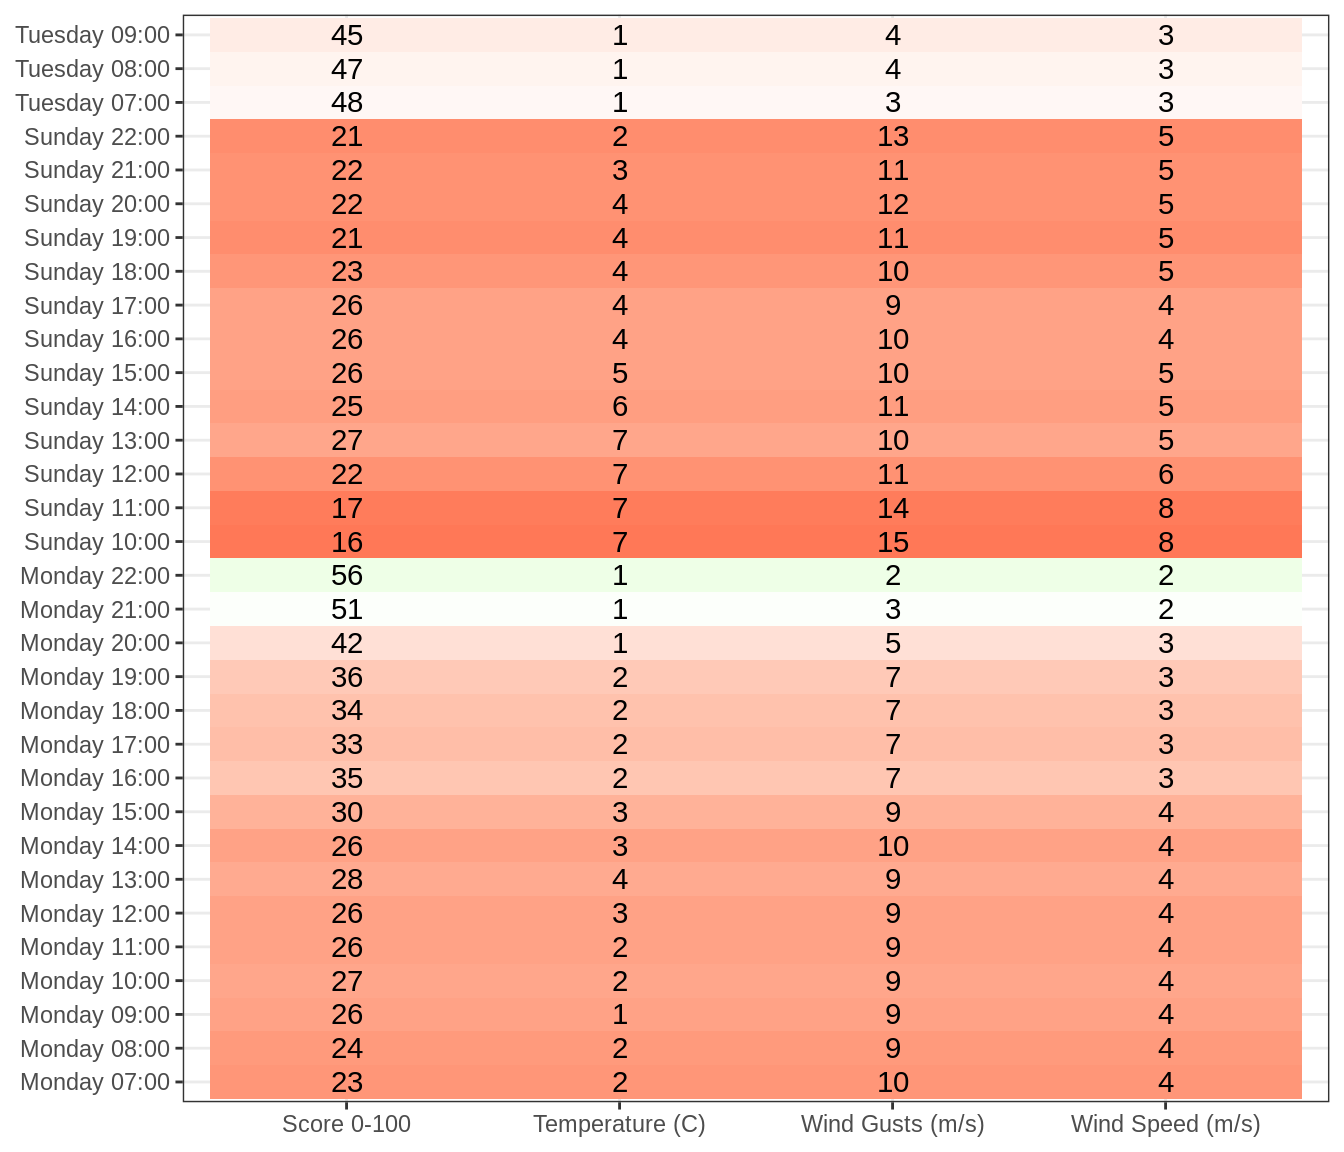 Tuesday 09:00 45 1 4 3
Tuesday 08:00 47 1 4 3
Tuesday 07:00 48 1 3 3
Sunday 22:00 21 2 13 5
Sunday 21:00 22 3 11 5
Sunday 20:00 22 4 12 5
Sunday 19:00 21 4 11 5
Sunday 18:00 23 4 10 5
Sunday 17:00 26 4 9 4
Sunday 16:00 26 4 10 4
Sunday 15:00 26 5 10 5
Sunday 14:00 25 6 11 5
Sunday 13:00 27 7 10 5
Sunday 12:00 22 7 11 6
Sunday 11:00 17 7 14 8
Sunday 10:00 16 7 15 8
Monday 22:00 56 1 2 2
Monday 21:00 51 1 3 2
Monday 20:00 42 1 5 3
Monday 19:00 36 2 7 3
Monday 18:00 34 2 7 3
Monday 17:00 33 2 7 3
Monday 16:00 35 2 7 3
Monday 15:00 30 3 9 4
Monday 14:00 26 3 10 4
Monday 13:00 28 4 9 4
Monday 12:00 26 3 9 4
Monday 11:00 26 2 9 4
Monday 10:00 27 2 9 4
Monday 09:00 26 1 9 4
Monday 08:00 24 2 9 4
Monday 07:00 23 2 10 4
Score 0-100 Temperature (C) Wind Gusts (m/s) Wind Speed (m/s)